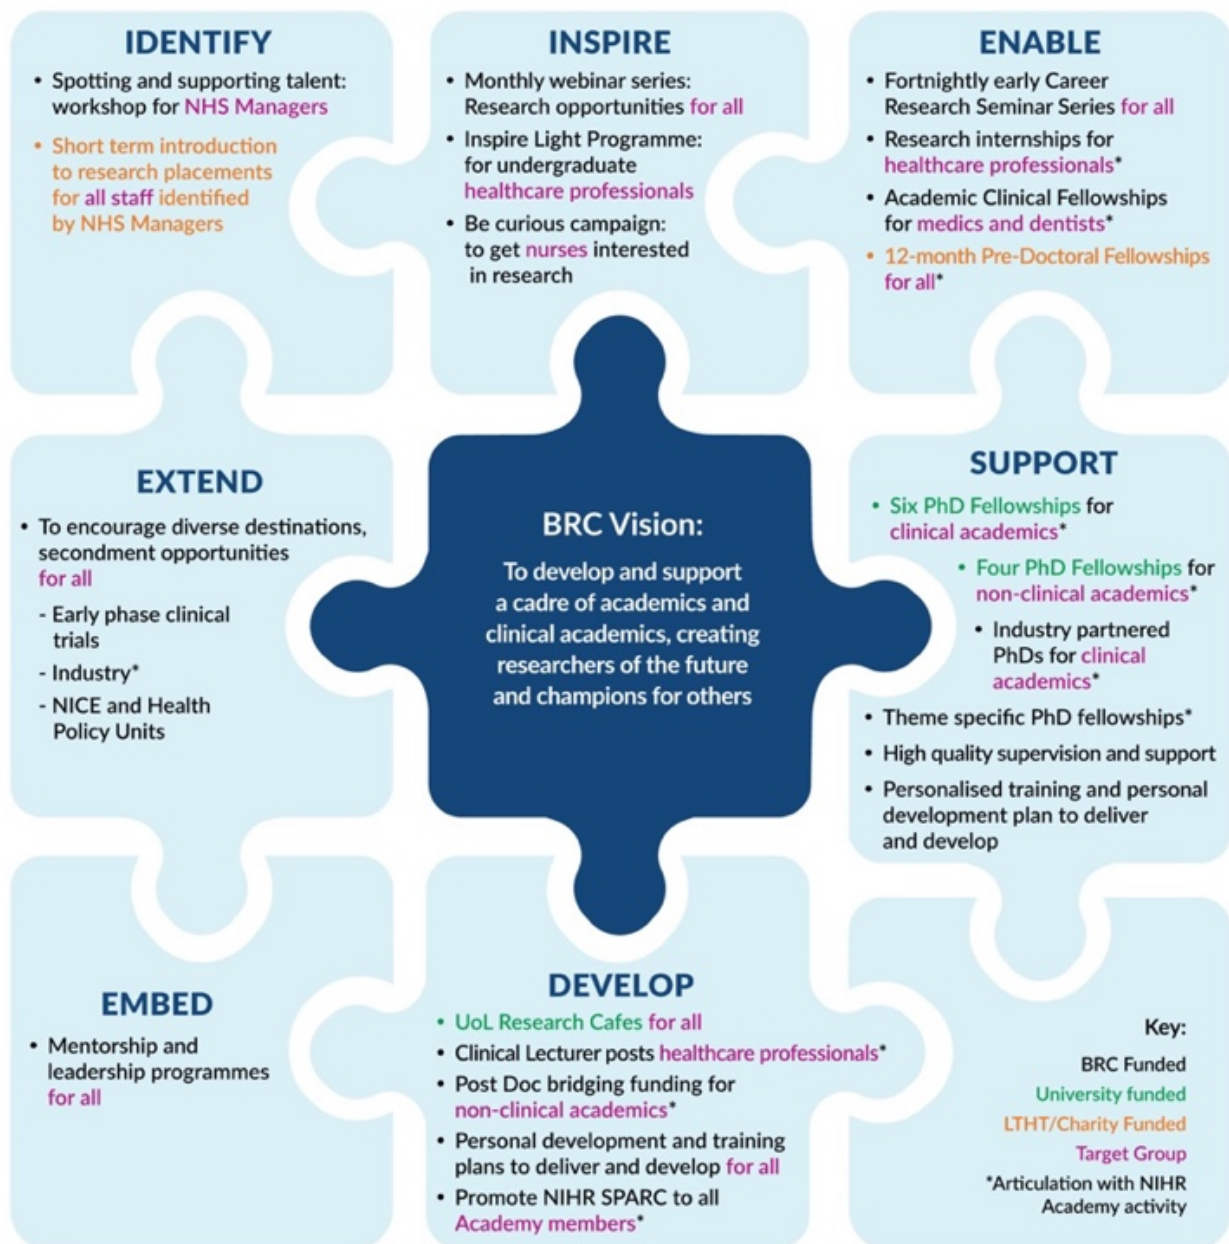 IDENTIFY
• Spotting and supporting talent:
workshop for NHS Managers
• Short term introduction
to research placements
for all staff identified
by NHS Managers
INSPIRE
• Monthly webinar series:
Research opportunities for all
• Inspire Light Programme:
for undergraduate
healthcare professionals
• Be curious campaign:
to get nurses interested
in research
ENABLE
• Fortnightly early Career
Research Seminar Series for all
• Research internships for
healthcare professionals*
• Academic Clinical Fellowships
for medics and dentists*
• 12-month Pre-Doctoral Fellowships
for all*
EXTEND
• To encourage diverse destinations,
secondment opportunities
for all
- Early phase clinical
trials
- Industry*
- NICE and Health
Policy Units
BRC Vision:
To develop and support
a cadre of academics and
clinical academics, creating
researchers of the future
and champions for others
SUPPORT
• Six PhD Fellowships for
clinical academics*
• Four PhD Fellowships for
non-clinical academics*
• Industry partnered
PhDs for clinical
academics*
• Theme specific PhD fellowships*
• High quality supervision and support
• Personalised training and personal
development plan to deliver
and develop
EMBED
• Mentorship and
leadership programmes
for all
DEVELOP
• UoL Research Cafes for all
• Clinical Lecturer posts healthcare professionals*
• Post Doc bridging funding for
non-clinical academics*
• Personal development and training
plans to deliver and develop for all
• Promote NIHR SPARC to all
Academy members*
Key:
BRC Funded
University funded
LTHT/Charity Funded
Target Group
*Articulation with NIHR
Academy activity